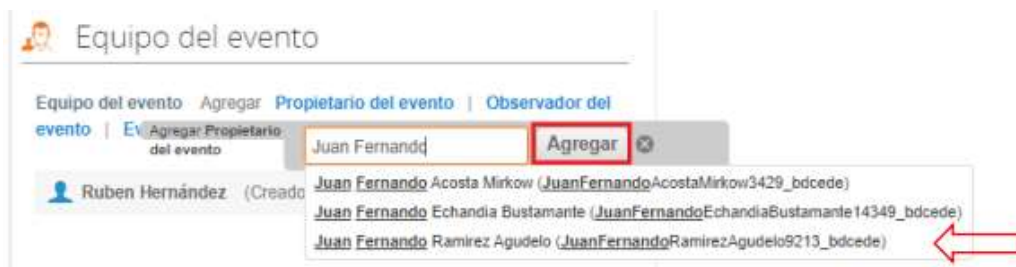 Equipo del evento
Equipo del evento Agregar Propietario del evento | Observador del
evento | Ev
Agregar Propietario
del evento
Juan Fernando
Agregar
Juan Fernando Acosta Mirkow (JuanFernandoAcostaMirkow3429_bdcede)
Juan Fernando Echandia Bustamante (JuanFernandoEchandiaBustamante14349_bdcede)
Ruben Hernández (Creado
Juan Fernando Ramirez Agudelo (JuanFernandoRamirezAgudelo9213_bdcede)